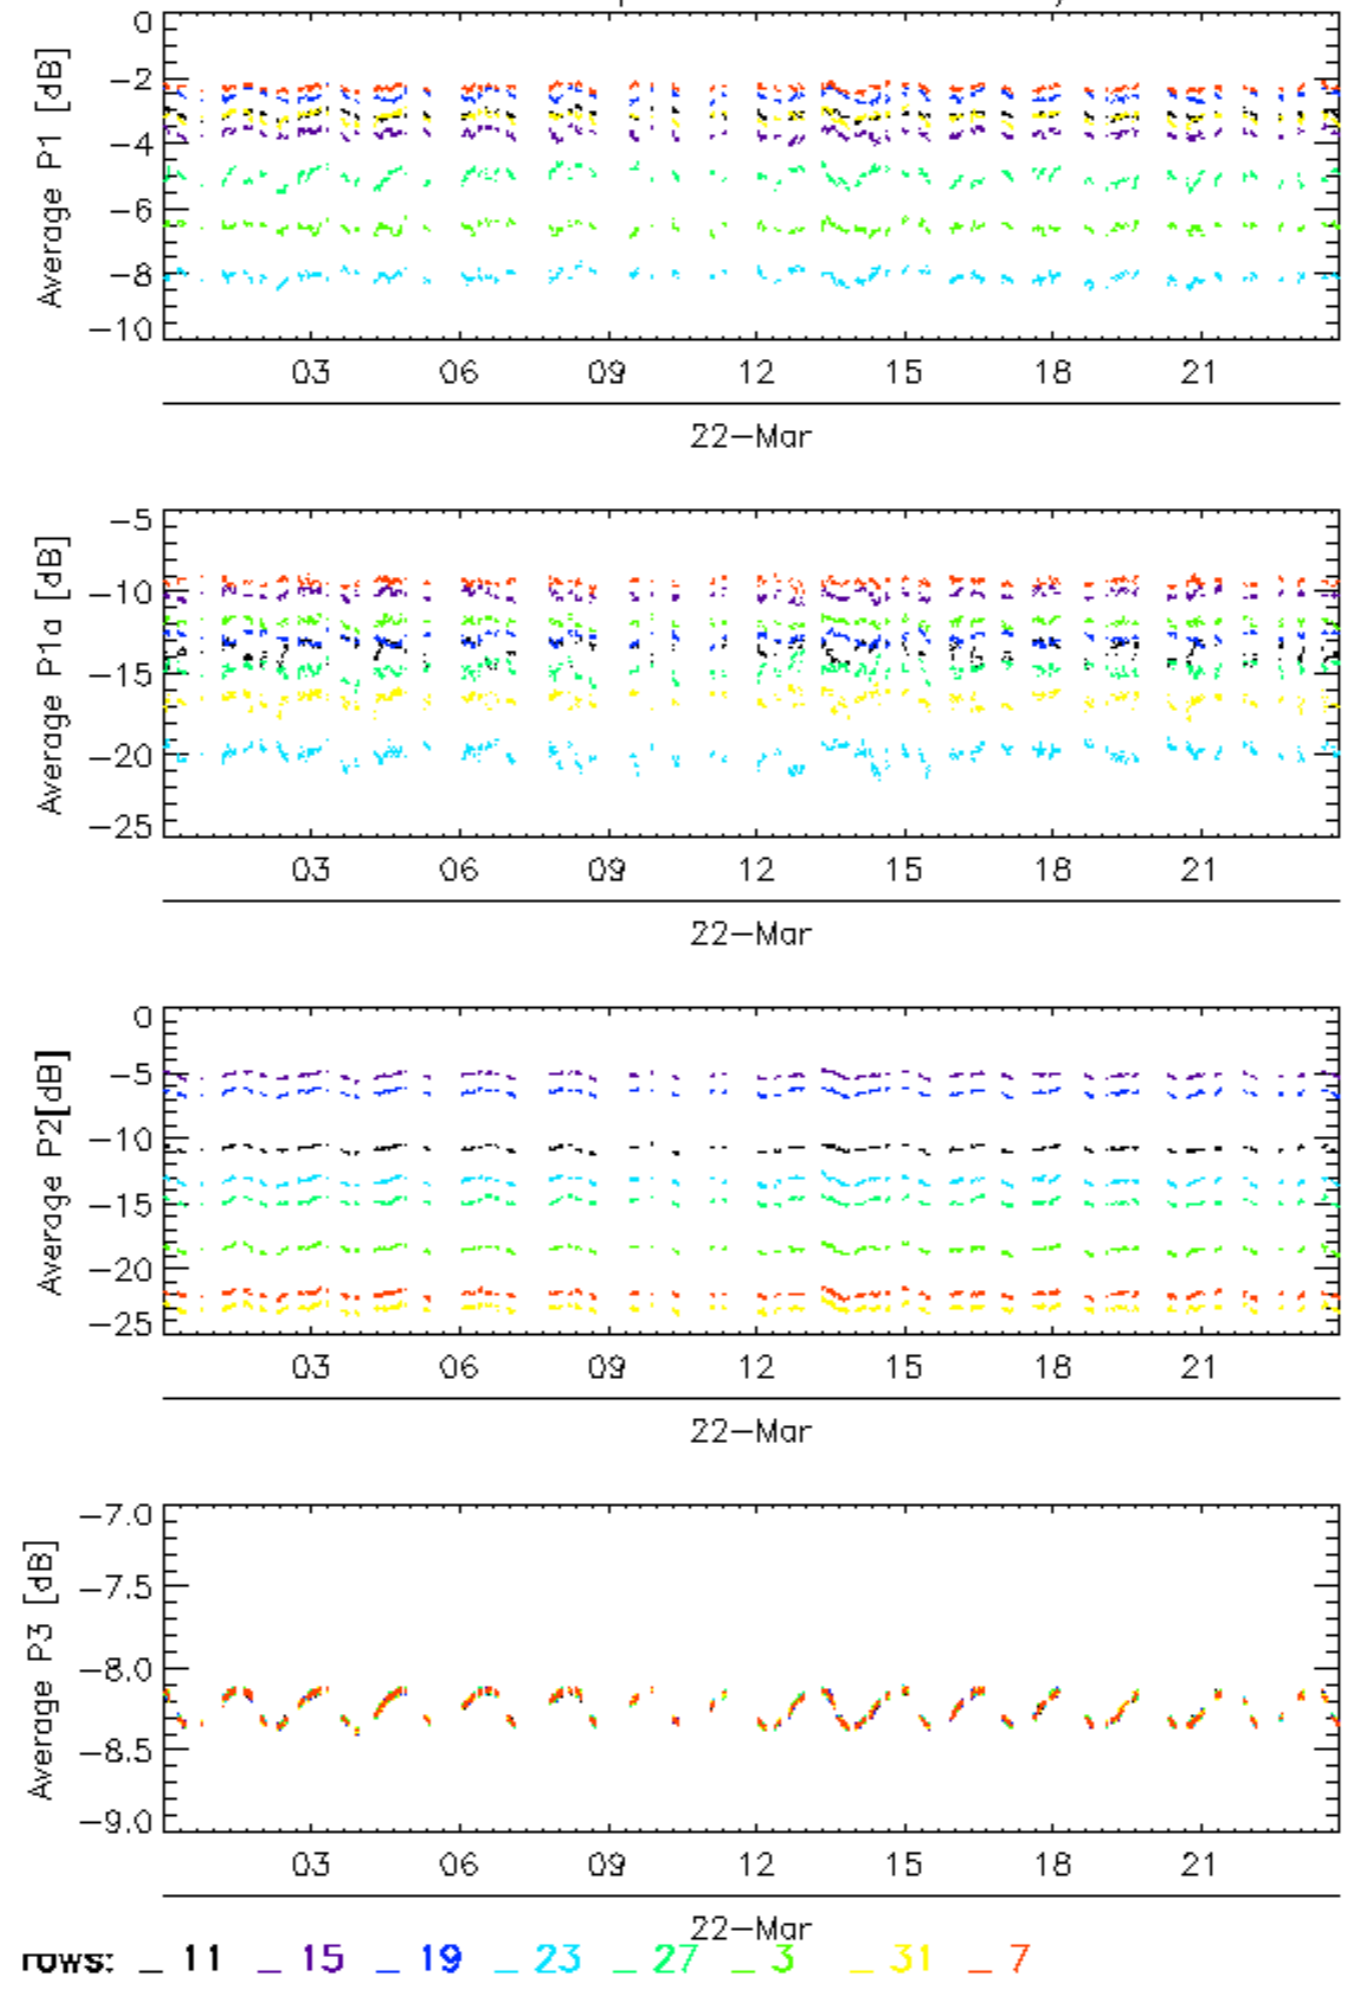 0
−2
−4
−6
−8
−10
Average P1 [dB]
03 06 09 12 15 18 21
22−Mar
−5
−10
−15
−20
−25
Average P1a [dB]
03 06 09 12 15 18 21
22−Mar
0
−5
−10
−15
−20
−25
Average P2[dB]
03 06 09 12 15 18 21
22−Mar
−7.0
−7.5
−8.0
−8.5
−9.0
Average P3 [dB]
03 06 09 12 15 18 21
22−Mar
rows: _ 11 _ 15 _ 19 _ 23 _ 27 _ 3 _ 31 _ 7